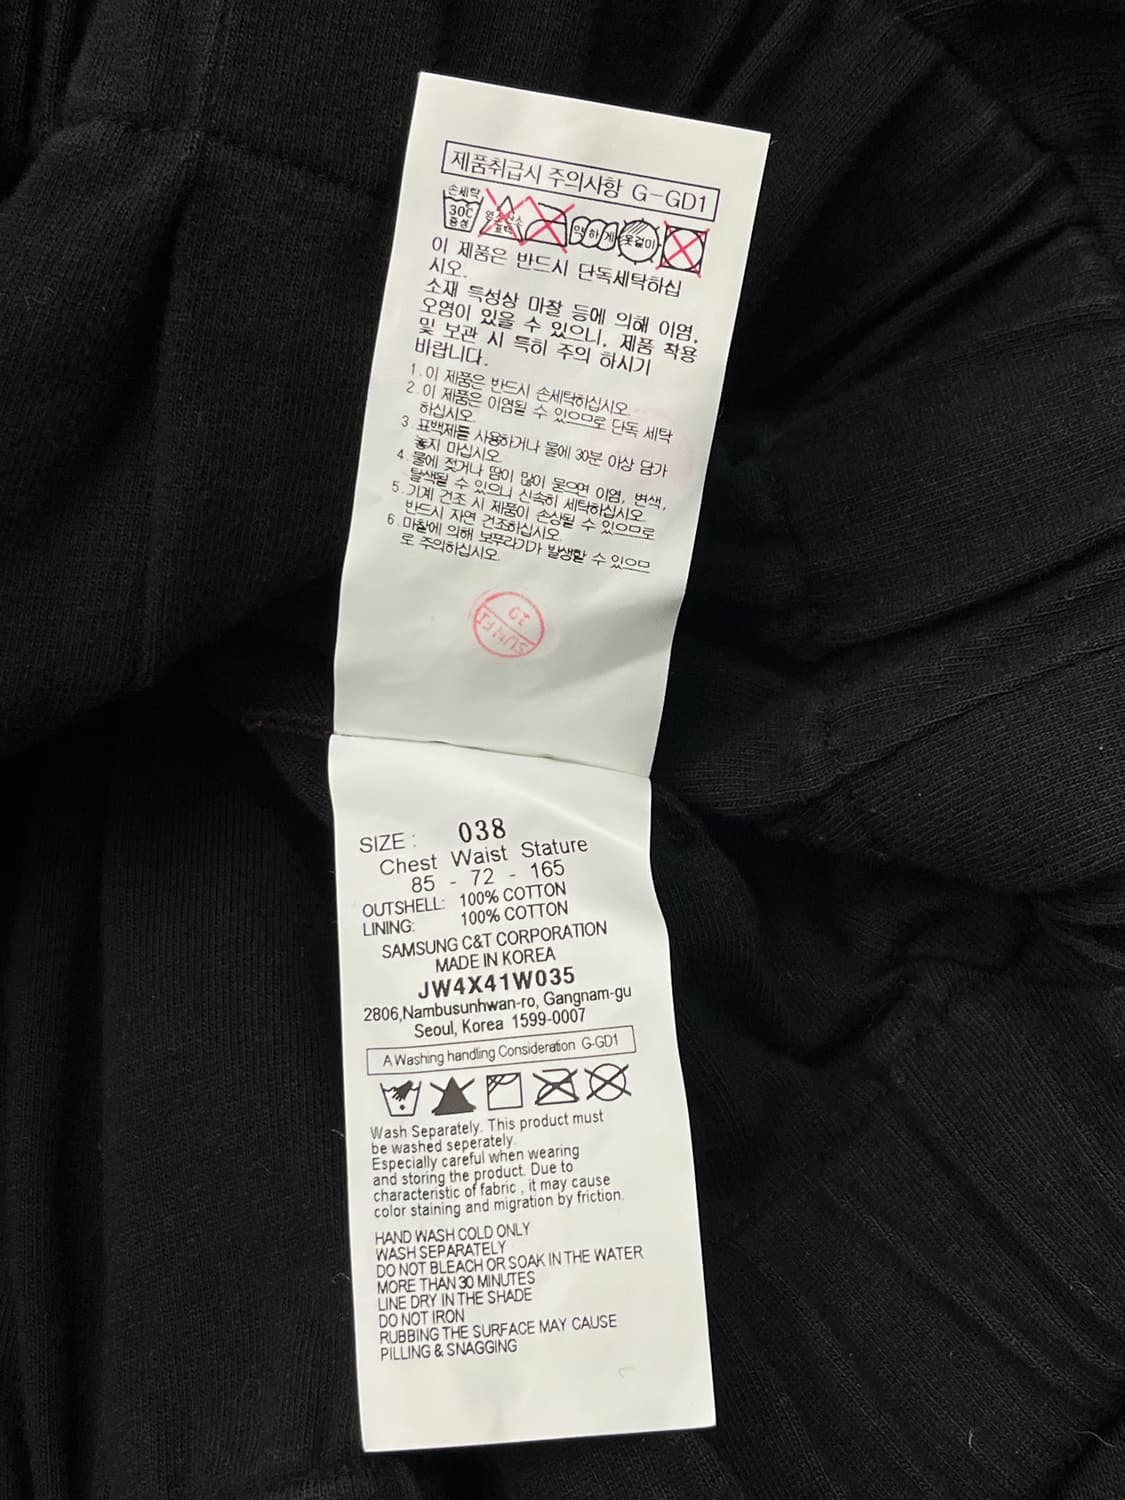 제품취급시 주의사항 G-GD1
손세탁
30℃
중성
염소산소
표백
약하게
옷걸이
이 제품은 반드시 단독세탁하십
시오.
소재 특성상 마찰 등에 의해 이염,
오염이 있을 수 있으니, 제품 착용
및 보관 시 특히 주의 하시기
바랍니다.
1.이 제품은 반드시 손세탁하십시오.
2.이 제품은 이염될 수 있으므로 단독 세탁
하십시오
3.표백제를 사용하거나 물에 30분 이상 담가
놓지 마십시오.
4.물에 젖거나 땀이 많이 묻으면 이염, 변색,
탈색될 수 있으니 신속히 세탁하십시오.
5.기계 건조 시 제품이 손상될 수 있으므로
반드시 자연 건조하십시오.
6.마찰에 의해 보푸라기가 발생할 수 있으므
로 주의하십시오.
SUNFI
10
SIZE : 038
Chest Waist Stature
85 - 72 - 165
OUTSHELL: 100% COTTON
LINING: 100% COTTON
SAMSUNG C&T CORPORATION
MADE IN KOREA
JW4X41W035
2806,Nambusunhwan-ro, Gangnam-gu
Seoul, Korea 1599-0007
A Washing handling Consideration G-GD1
Wash Separately. This product must
be washed seperately.
Especially careful when wearing
and storing the product. Due to
characteristic of fabric , it may cause
color staining and migration by friction.
HAND WASH COLD ONLY
WASH SEPARATELY
DO NOT BLEACH OR SOAK IN THE WATER
MORE THAN 30 MINUTES
LINE DRY IN THE SHADE
DO NOT IRON
RUBBING THE SURFACE MAY CAUSE
PILLING & SNAGGING